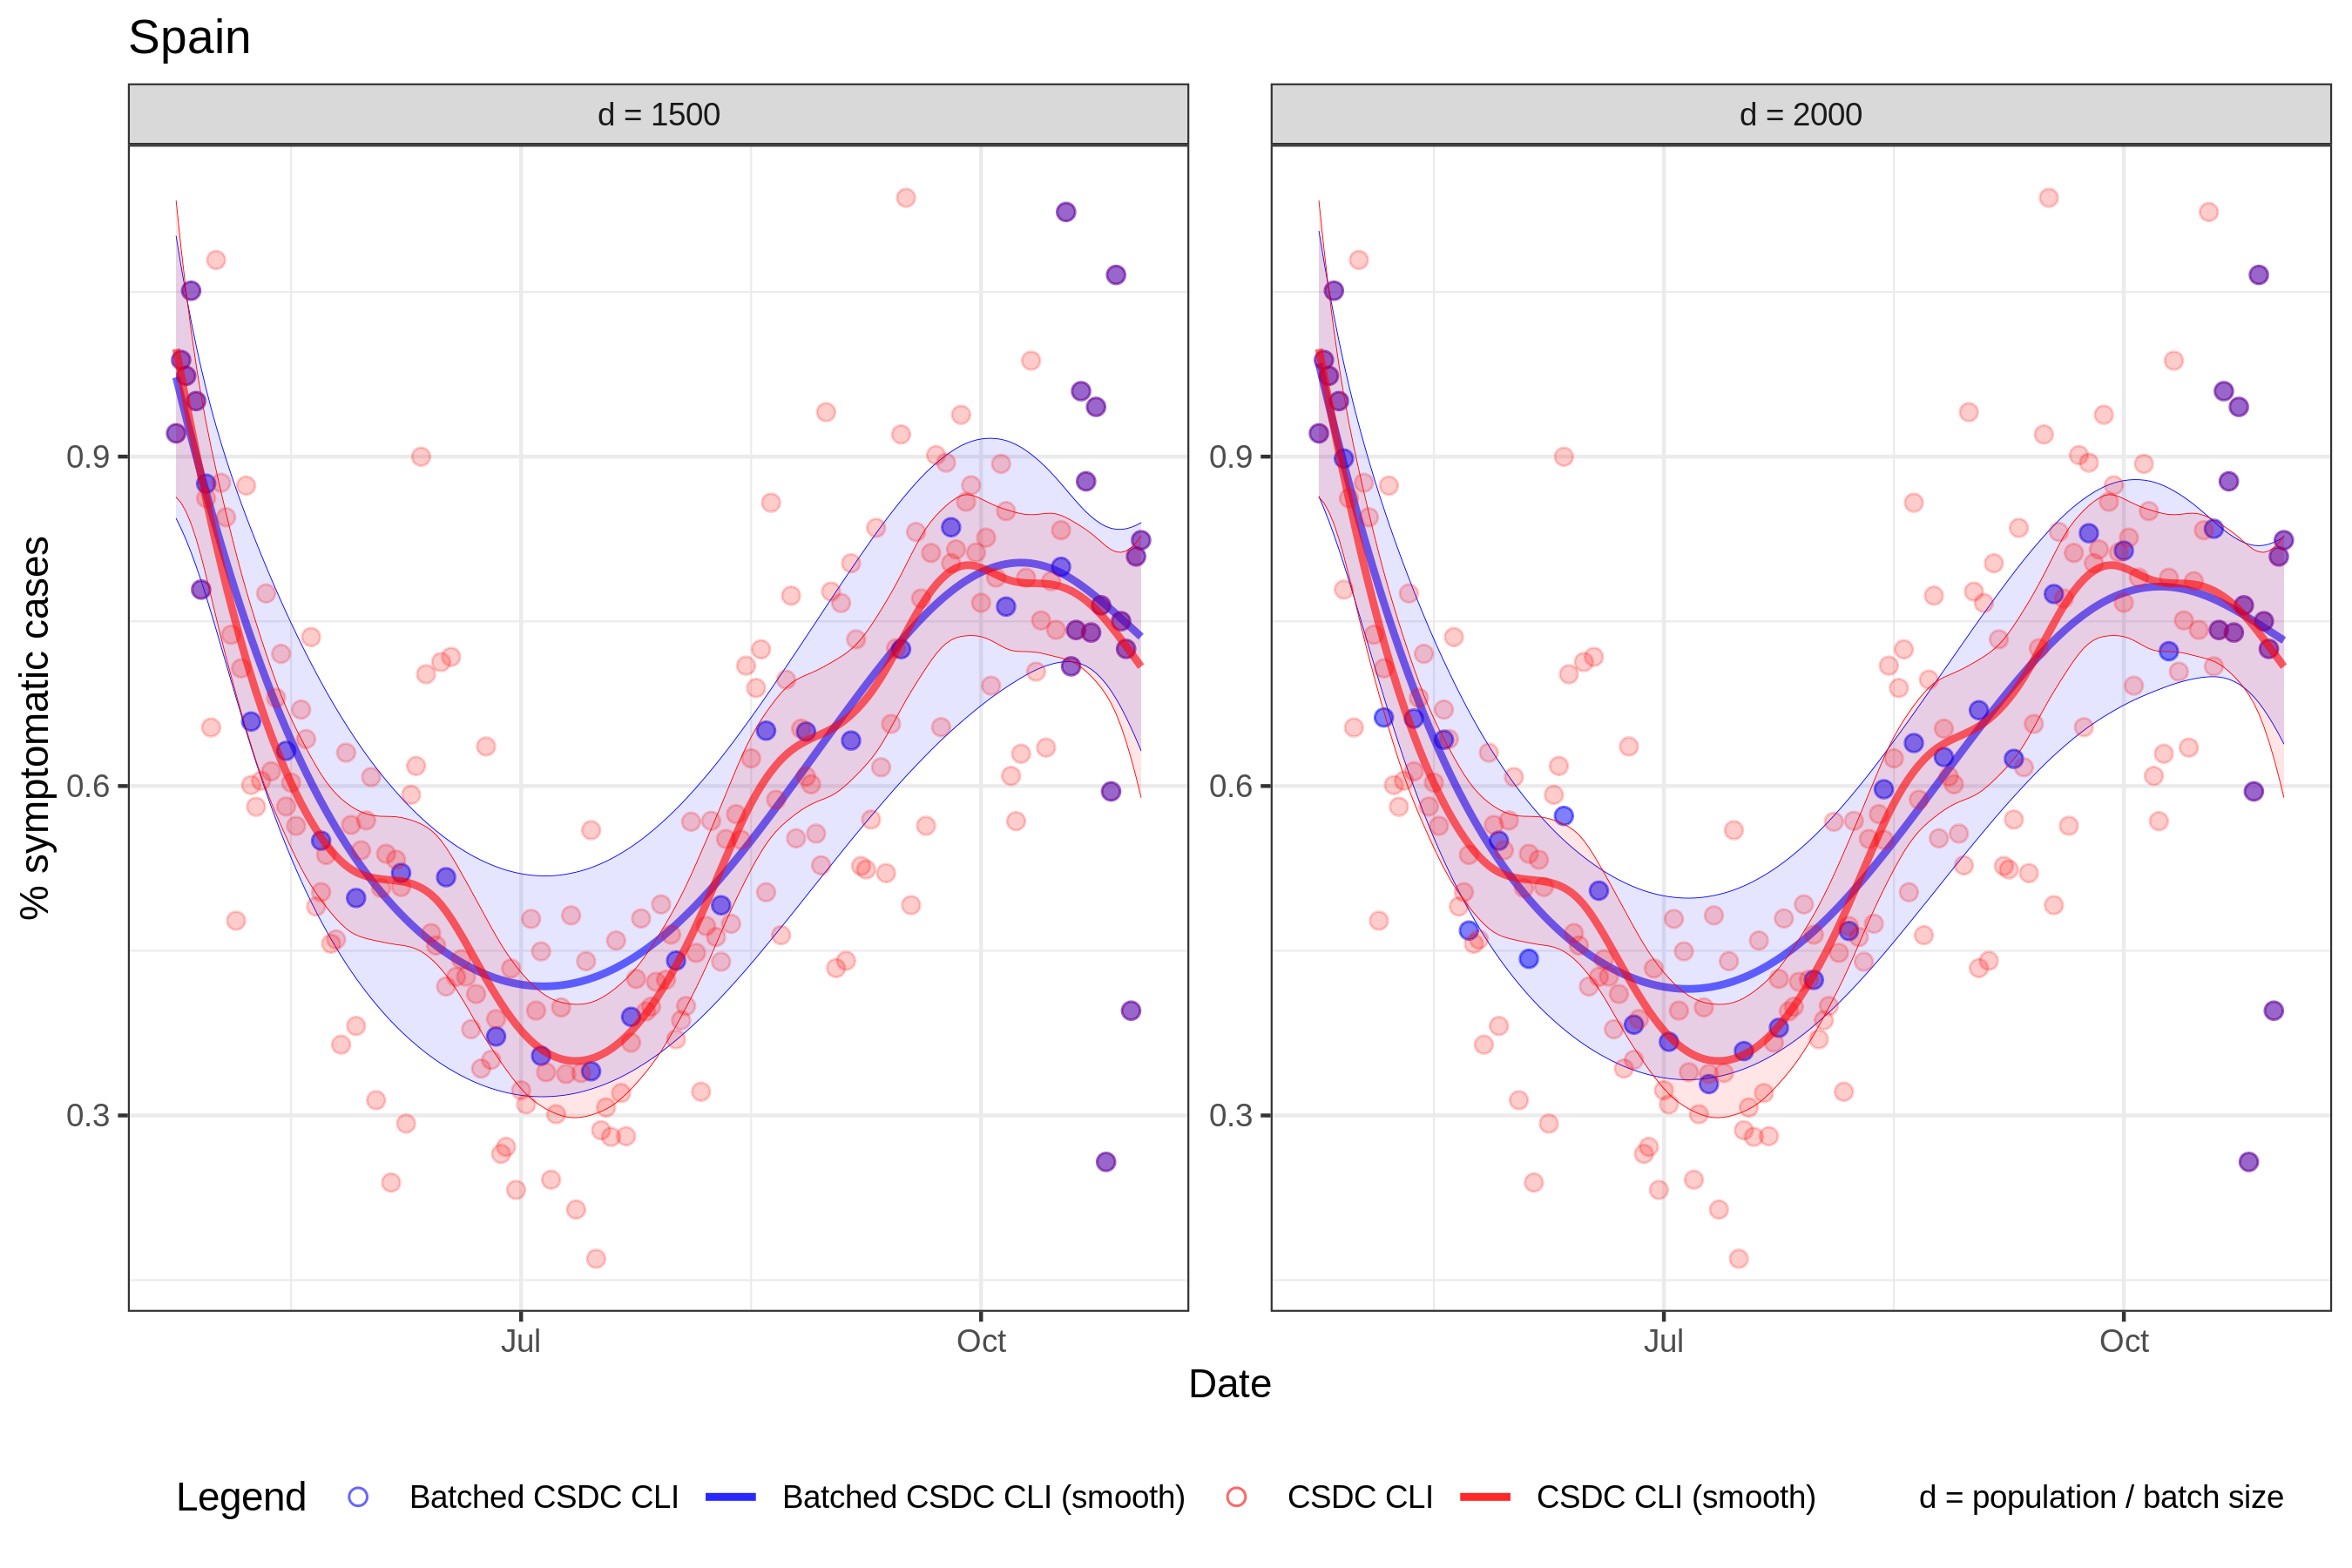 Spain
d = 1500
d = 2000
% symptomatic cases
0.9
0.6
0.3
0.9
0.6
0.3
Jul
Oct
Jul
Oct
Date
Legend
Batched CSDC CLI
Batched CSDC CLI (smooth)
CSDC CLI
CSDC CLI (smooth)
d = population / batch size